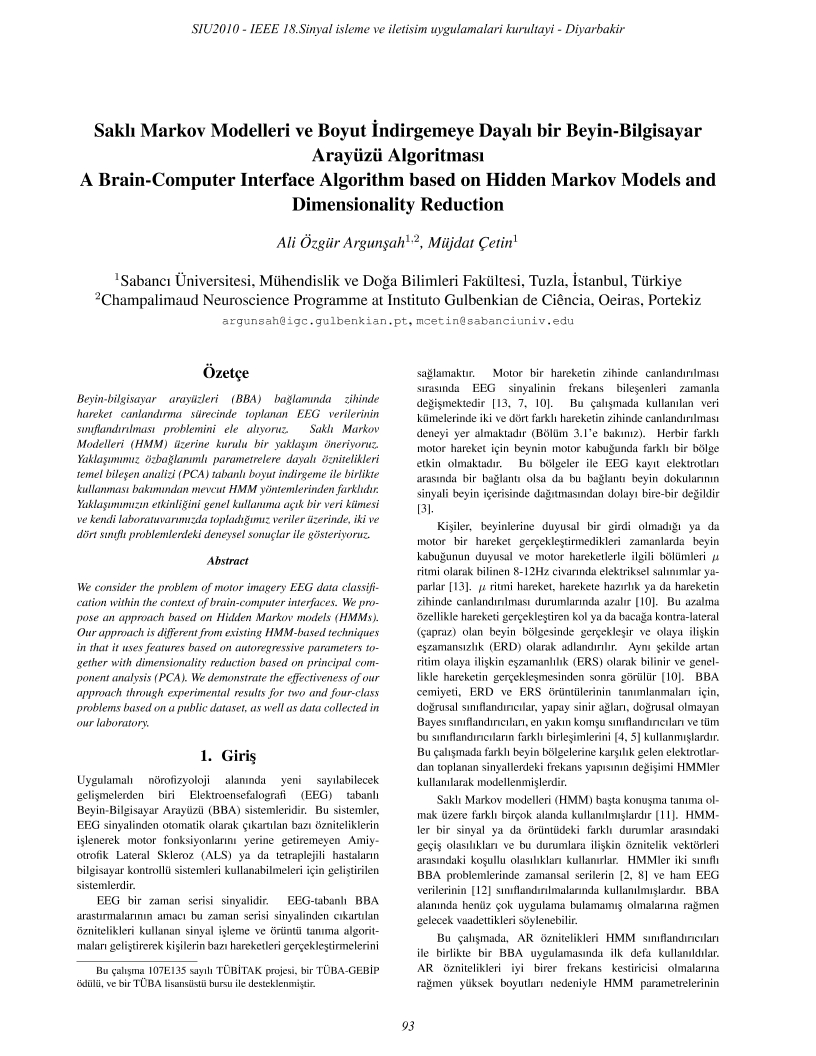 SIU2010 - IEEE 18.Sinyal isleme ve iletisim uygulamalari kurultayi - Diyarbakir
Saklı Markov Modelleri ve Boyut İndirgemeye Dayalı bir Beyin-Bilgisayar
Arayüzü Algoritması
A Brain-Computer Interface Algorithm based on Hidden Markov Models and
Dimensionality Reduction
Ali Özgür Argunşah1,2, Müjdat Çetin1
1Sabancı Üniversitesi, Mühendislik ve Doğa Bilimleri Fakültesi, Tuzla, İstanbul, Türkiye
2Champalimaud Neuroscience Programme at Instituto Gulbenkian de Ciência, Oeiras, Portekiz
argunsah@igc.gulbenkian.pt, mcetin@sabanciuniv.edu
Özetçe
Beyin-bilgisayar arayüzleri (BBA) bağlamında zihinde
hareket canlandırma sürecinde toplanan EEG verilerinin
sınıflandırılması problemini ele alıyoruz. Saklı Markov
Modelleri (HMM) üzerine kurulu bir yaklaşım öneriyoruz.
Yaklaşımımız özbağlanımlı parametrelere dayalı öznitelikleri
temel bileşen analizi (PCA) tabanlı boyut indirgeme ile birlikte
kullanması bakımından mevcut HMM yöntemlerinden farklıdır.
Yaklaşımımızın etkinliğini genel kullanıma açık bir veri kümesi
ve kendi laboratuvarımızda topladığımız veriler üzerinde, iki ve
dört sınıflı problemlerdeki deneysel sonuçlar ile gösteriyoruz.
Abstract
We consider the problem of motor imagery EEG data classifi-
cation within the context of brain-computer interfaces. We pro-
pose an approach based on Hidden Markov models (HMMs).
Our approach is different from existing HMM-based techniques
in that it uses features based on autoregressive parameters to-
gether with dimensionality reduction based on principal com-
ponent analysis (PCA). We demonstrate the effectiveness of our
approach through experimental results for two and four-class
problems based on a public dataset, as well as data collected in
our laboratory.
1. Giriş
Uygulamalı nörofizyoloji alanında yeni sayılabilecek
gelişmelerden biri Elektroensefalografi (EEG) tabanlı
Beyin-Bilgisayar Arayüzü (BBA) sistemleridir. Bu sistemler,
EEG sinyalinden otomatik olarak çıkartılan bazı özniteliklerin
işlenerek motor fonksiyonlarını yerine getiremeyen Amiy-
otrofik Lateral Skleroz (ALS) ya da tetraplejili hastaların
bilgisayar kontrollü sistemleri kullanabilmeleri için geliştirilen
sistemlerdir.
EEG bir zaman serisi sinyalidir. EEG-tabanlı BBA
arastırmalarının amacı bu zaman serisi sinyalinden cıkartılan
öznitelikleri kullanan sinyal işleme ve örüntü tanıma algorit-
maları geliştirerek kişilerin bazı hareketleri gerçekleştirmelerini
Bu çalışma 107E135 sayılı TÜBİTAK projesi, bir TÜBA-GEBİP
ödülü, ve bir TÜBA lisansüstü bursu ile desteklenmiştir.
sağlamaktır. Motor bir hareketin zihinde canlandırılması
sırasında EEG sinyalinin frekans bileşenleri zamanla
değişmektedir [13, 7, 10]. Bu çalışmada kullanılan veri
kümelerinde iki ve dört farklı hareketin zihinde canlandırılması
deneyi yer almaktadır (Bölüm 3.1'e bakınız). Herbir farklı
motor hareket için beynin motor kabuğunda farklı bir bölge
etkin olmaktadır. Bu bölgeler ile EEG kayıt elektrotları
arasında bir bağlantı olsa da bu bağlantı beyin dokularının
sinyali beyin içerisinde dağıtmasından dolayı bire-bir değildir
[3].
Kişiler, beyinlerine duyusal bir girdi olmadığı ya da
motor bir hareket gerçekleştirmedikleri zamanlarda beyin
kabuğunun duyusal ve motor hareketlerle ilgili bölümleri μ
ritmi olarak bilinen 8-12Hz civarında elektriksel salınımlar ya-
parlar [13]. μ ritmi hareket, harekete hazırlık ya da hareketin
zihinde canlandırılması durumlarında azalır [10]. Bu azalma
özellikle hareketi gerçekleştiren kol ya da bacağa kontra-lateral
(çapraz) olan beyin bölgesinde gerçekleşir ve olaya ilişkin
eşzamansızlık (ERD) olarak adlandırılır. Aynı şekilde artan
ritim olaya ilişkin eşzamanlılık (ERS) olarak bilinir ve genel-
likle hareketin gerçekleşmesinden sonra görülür [10]. BBA
cemiyeti, ERD ve ERS örüntülerinin tanımlanmaları için,
doğrusal sınıflandırıcılar, yapay sinir ağları, doğrusal olmayan
Bayes sınıflandırıcıları, en yakın komşu sınıflandırıcıları ve tüm
bu sınıflandırıcıların farklı birleşimlerini [4, 5] kullanmışlardır.
Bu çalışmada farklı beyin bölgelerine karşılık gelen elektrotlar-
dan toplanan sinyallerdeki frekans yapısının değişimi HMMler
kullanılarak modellenmişlerdir.
Saklı Markov modelleri (HMM) başta konuşma tanıma ol-
mak üzere farklı birçok alanda kullanılmışlardır [11]. HMM-
ler bir sinyal ya da örüntüdeki farklı durumlar arasındaki
geçiş olasılıkları ve bu durumlara ilişkin öznitelik vektörleri
arasındaki koşullu olasılıkları kullanırlar. HMMler iki sınıflı
BBA problemlerinde zamansal serilerin [2, 8] ve ham EEG
verilerinin [12] sınıflandırılmalarında kullanılmışlardır. BBA
alanında henüz çok uygulama bulamamış olmalarına rağmen
gelecek vaadettikleri söylenebilir.
Bu çalışmada, AR öznitelikleri HMM sınıflandırıcıları
ile birlikte bir BBA uygulamasında ilk defa kullanıldılar.
AR öznitelikleri iyi birer frekans kestiricisi olmalarına
rağmen yüksek boyutları nedeniyle HMM parametrelerinin
93